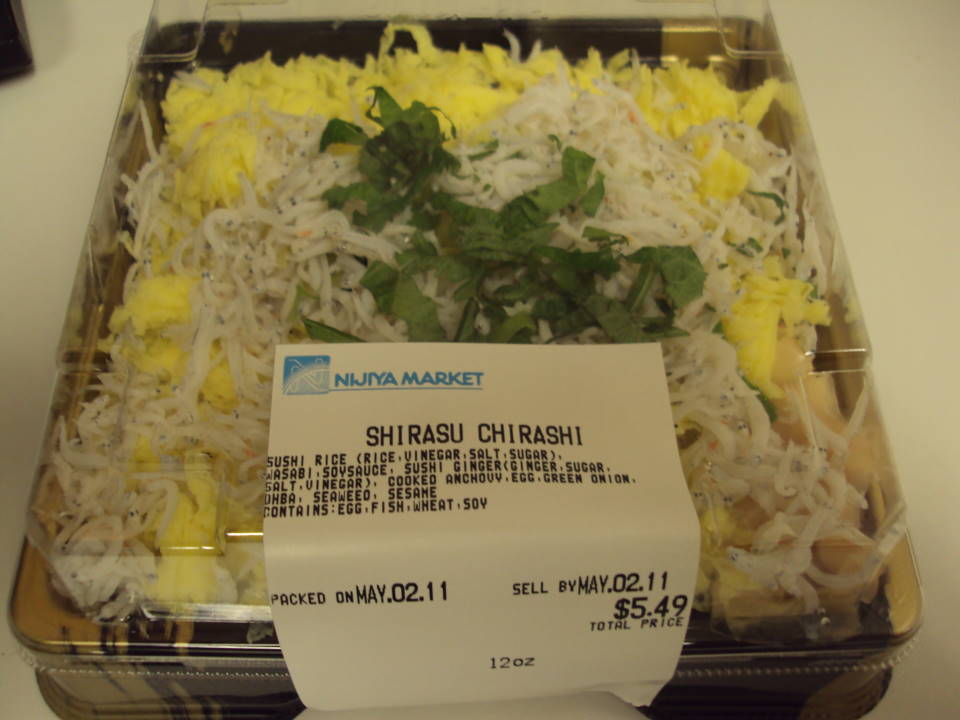 NIJIYA MARKET
SHIRASU CHIRASHI
SUSHI RICE (RICE,VINEGAR,SALT,SUGAR),
WASABI,SOYSAUCE, SUSHI GINGER(GINGER,SUGAR,
SALT,VINEGAR), COOKED ANCHOVY,EGG,GREEN ONION,
OHBA, SEAWEED, SESAME
CONTAINS:EGG,FISH,WHEAT,SOY
PACKED ON MAY.02.11 SELL BY MAY.02.11
$5.49
TOTAL PRICE
12oz